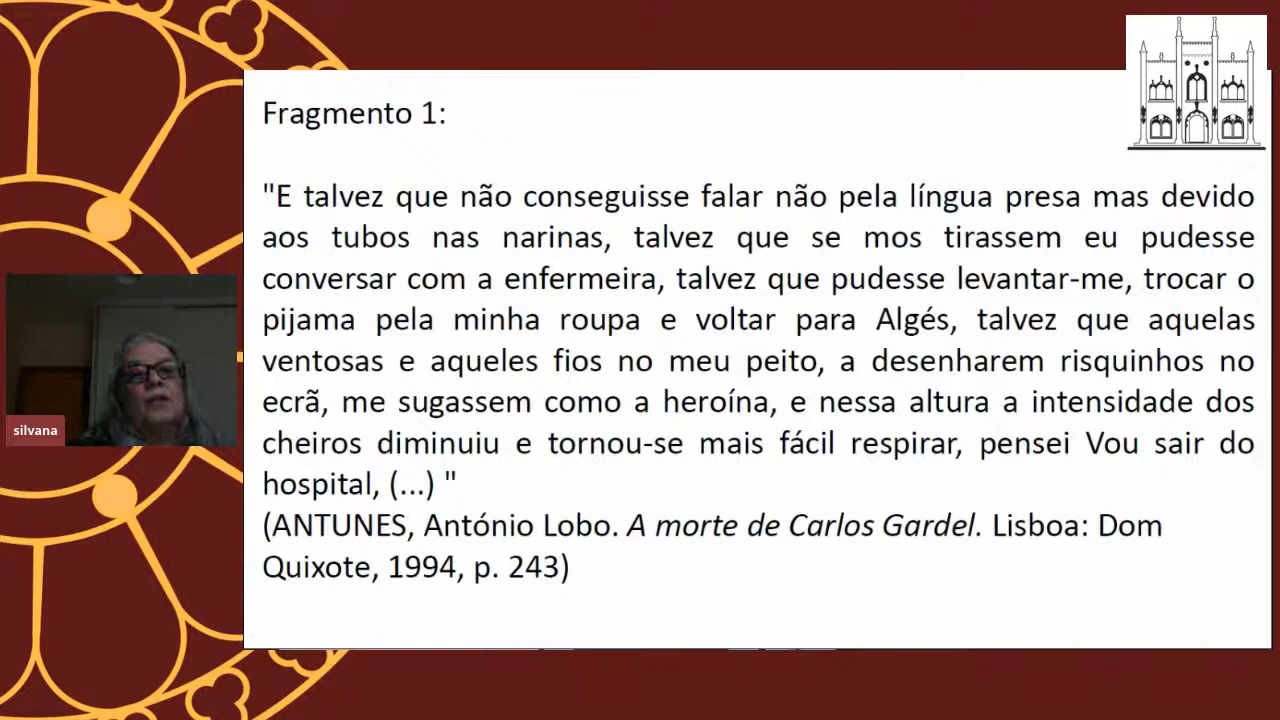 Fragmento 1:
"E talvez que não conseguisse falar não pela língua presa mas devido
aos tubos nas narinas, talvez que se mos tirassem eu pudesse
conversar com a enfermeira, talvez que pudesse levantar-me, trocar o
pijama pela minha roupa e voltar para Algés, talvez que aquelas
ventosas e aqueles fios no meu peito, a desenharem risquinhos no
ecrã, me sugassem como a heroína, e nessa altura a intensidade dos
cheiros diminuiu e tornou-se mais fácil respirar, pensei Vou sair do
hospital, (...) "
(ANTUNES, António Lobo. A morte de Carlos Gardel. Lisboa: Dom
Quixote, 1994, p. 243)
silvana